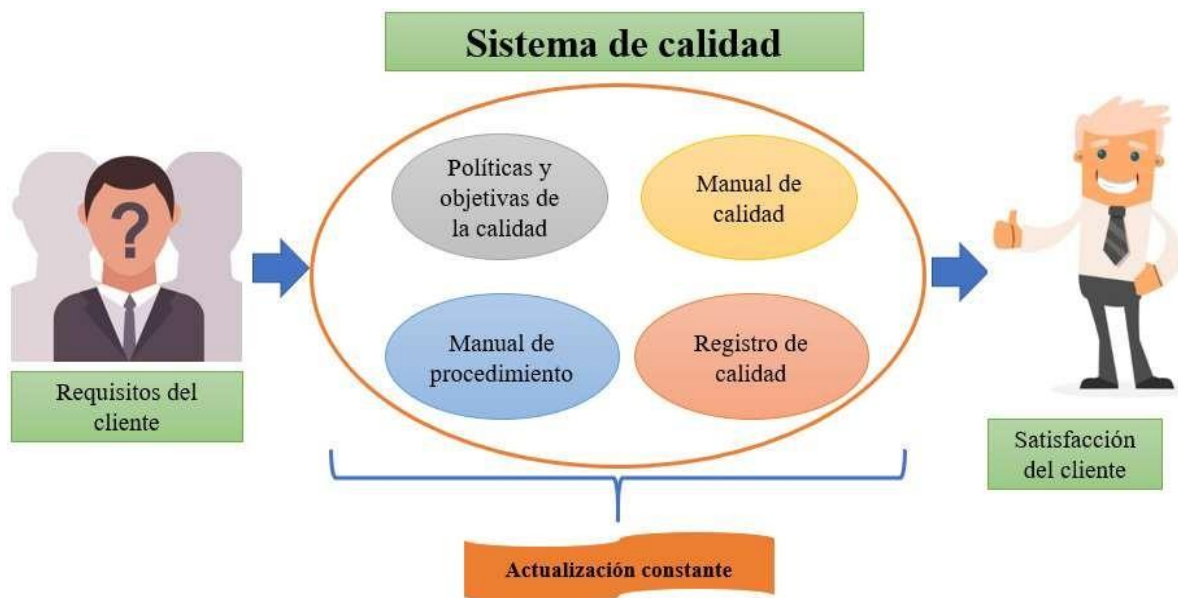 Sistema de calidad
Políticas y
objetivas de
la calidad
Manual de
calidad
Manual de
procedimiento
Registro de
calidad
Requisitos del
cliente
Satisfacción
del cliente
Actualización constante